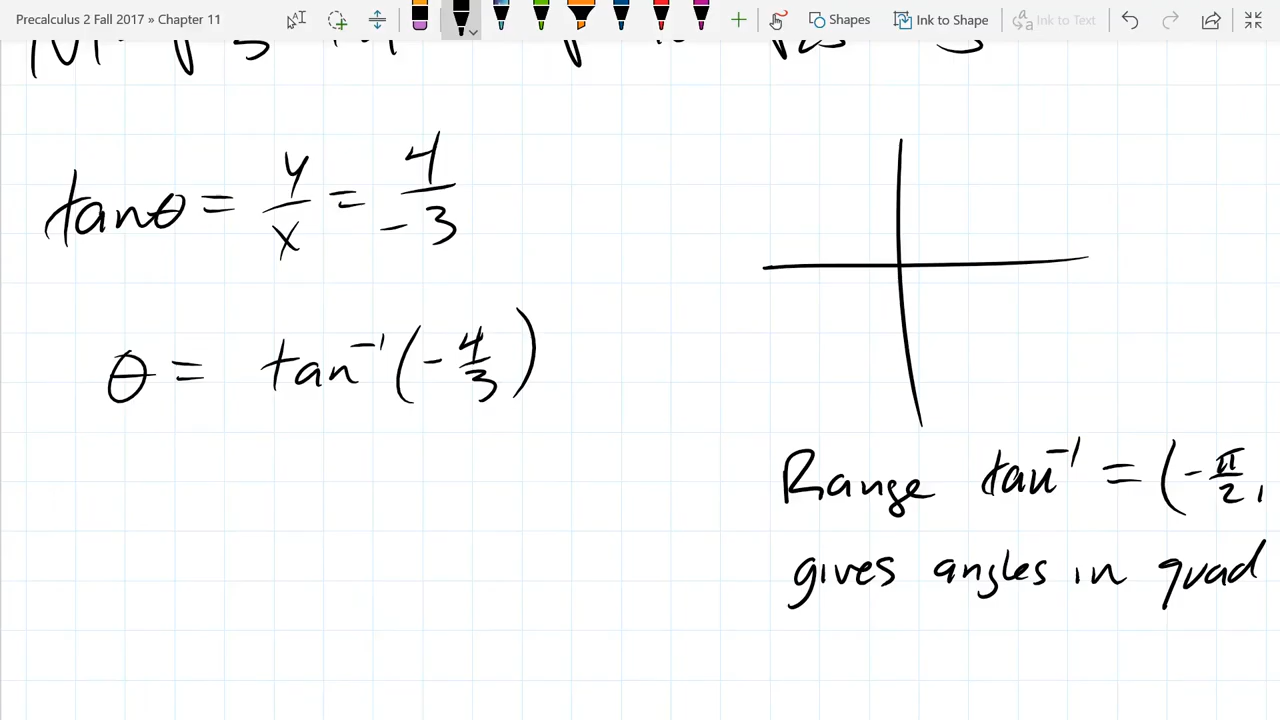 Precalculus 2 Fall 2017 » Chapter 11
Shapes
Ink to Shape
Ink to Text
tanθ = y/x = 4/-3
θ = tan⁻¹(-4/3)
Range tan⁻¹ = (-π/2,
gives angles in quad